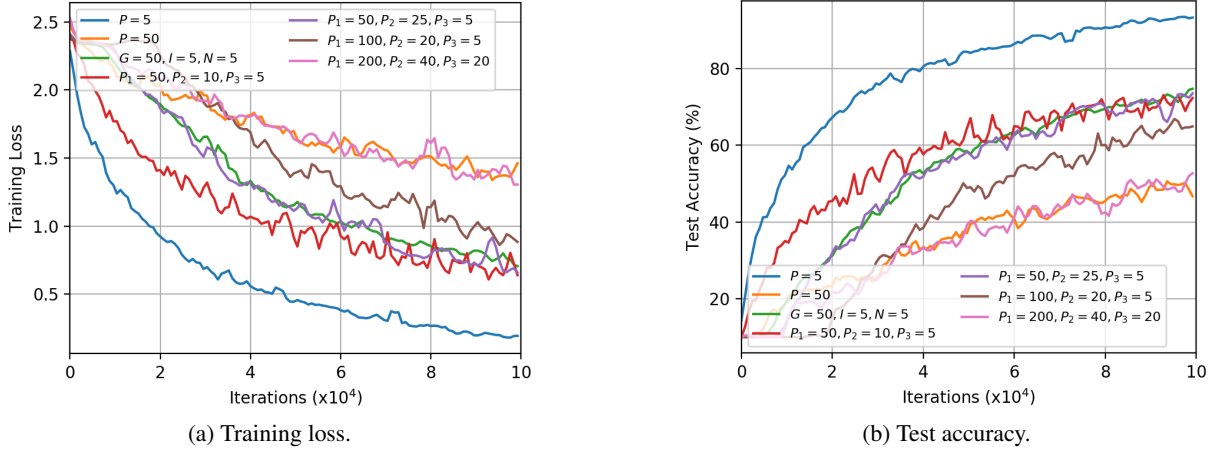 2.5
2.0
1.5
1.0
0.5
0
2
4
6
8
10
Training Loss
Iterations (x10⁴)
P = 5
P = 50
G = 50, I = 5, N = 5
P₁ = 50, P₂ = 10, P₃ = 5
P₁ = 50, P₂ = 25, P₃ = 5
P₁ = 100, P₂ = 20, P₃ = 5
P₁ = 200, P₂ = 40, P₃ = 20
(a) Training loss.
80
60
40
20
0
2
4
6
8
10
Test Accuracy (%)
Iterations (x10⁴)
P = 5
P = 50
G = 50, I = 5, N = 5
P₁ = 50, P₂ = 10, P₃ = 5
P₁ = 50, P₂ = 25, P₃ = 5
P₁ = 100, P₂ = 20, P₃ = 5
P₁ = 200, P₂ = 40, P₃ = 20
(b) Test accuracy.